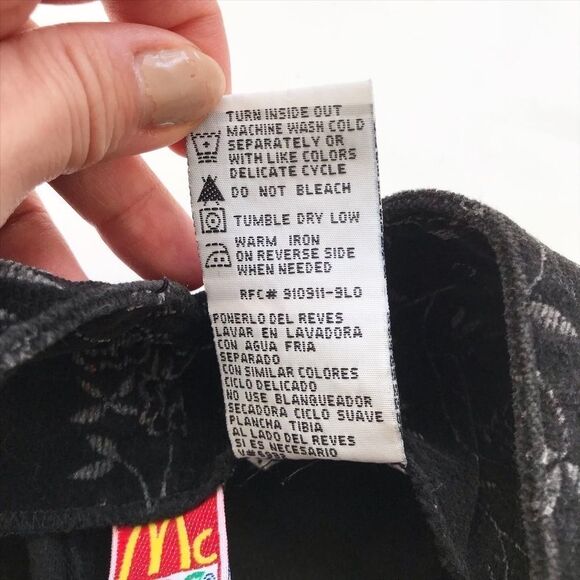 TURN INSIDE OUT
MACHINE WASH COLD
SEPARATELY OR
WITH LIKE COLORS
DELICATE CYCLE
DO NOT BLEACH
TUMBLE DRY LOW
WARM IRON
ON REVERSE SIDE
WHEN NEEDED
RFC# 910911-9L0
PONERLO DEL REVES
LAVAR EN LAVADORA
CON AGUA FRIA
SEPARADO
CON SIMILAR COLORES
CICLO DELICADO
NO USE BLANQUEADOR
SECADORA CICLO SUAVE
PLANCHA TIBIA
AL LADO DEL REVES
SI ES NECESARIO
Mc